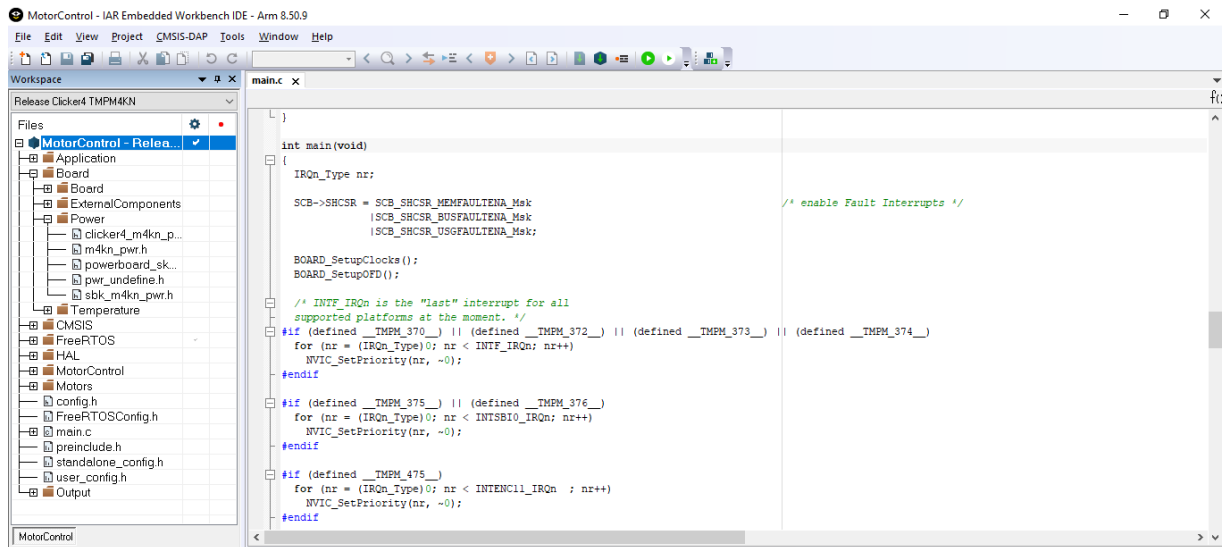 MotorControl - IAR Embedded Workbench IDE - Arm 8.50.9
File Edit View Project CMSIS-DAP Tools Window Help
Workspace
main.c
Release Clicker4 TMPM4KN
Files
MotorControl - Relea...
Application
Board
Board
ExternalComponents
Power
clicker4_m4kn_p...
m4kn_pwr.h
powerboard_sk...
pwr_undefine.h
sbk_m4kn_pwr.h
Temperature
CMSIS
FreeRTOS
HAL
MotorControl
Motors
config.h
FreeRTOSConfig.h
main.c
preinclude.h
standalone_config.h
user_config.h
Output
MotorControl
}
int main(void)
{
IRQn_Type nr;
SCB->SHCSR = SCB_SHCSR_MEMFAULTENA_Msk /* enable Fault Interrupts */
|SCB_SHCSR_BUSFAULTENA_Msk
|SCB_SHCSR_USGFAULTENA_Msk;
BOARD_SetupClocks();
BOARD_SetupOFD();
/* INTF_IRQn is the "last" interrupt for all
supported platforms at the moment. */
#if (defined __TMPM_370__) || (defined __TMPM_372__) || (defined __TMPM_373__) || (defined __TMPM_374__)
for (nr = (IRQn_Type)0; nr < INTF_IRQn; nr++)
NVIC_SetPriority(nr, ~0);
#endif
#if (defined __TMPM_375__) || (defined __TMPM_376__)
for (nr = (IRQn_Type)0; nr < INTSBI0_IRQn; nr++)
NVIC_SetPriority(nr, ~0);
#endif
#if (defined __TMPM_475__)
for (nr = (IRQn_Type)0; nr < INTENC11_IRQn ; nr++)
NVIC_SetPriority(nr, ~0);
#endif